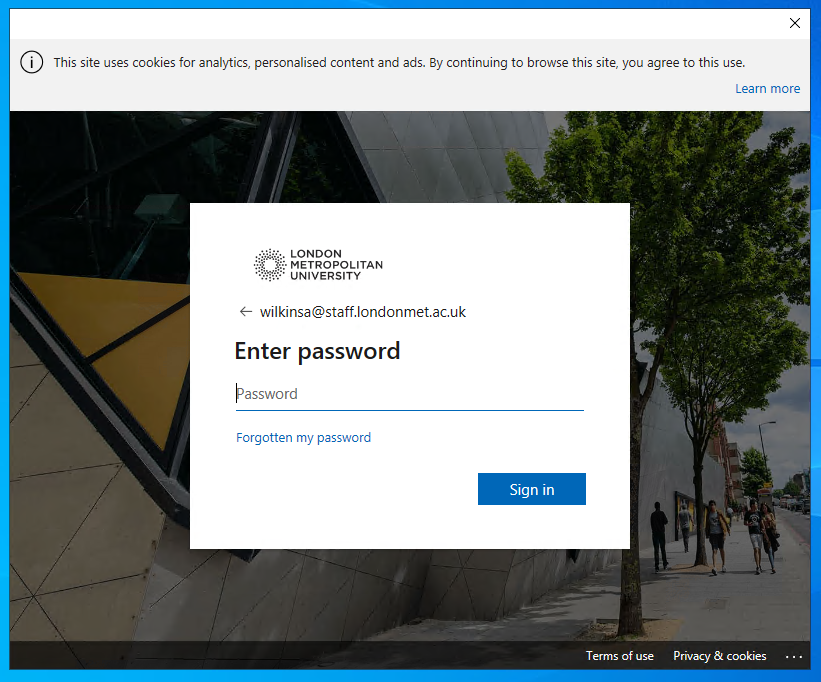 This site uses cookies for analytics, personalised content and ads. By continuing to browse this site, you agree to this use.
Learn more
LONDON
METROPOLITAN
UNIVERSITY
wilkinsa@staff.londonmet.ac.uk
Enter password
Password
Forgotten my password
Sign in
Terms of use Privacy & cookies ...